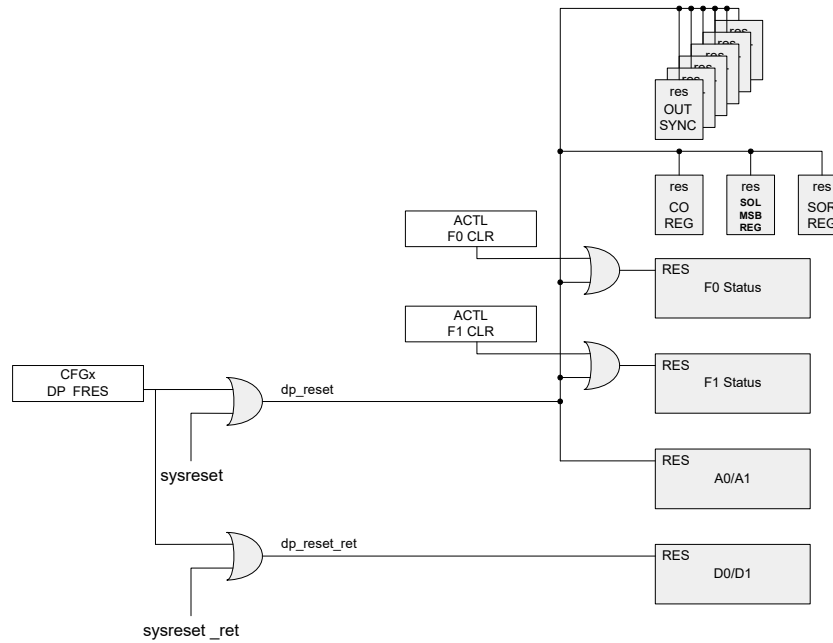 res
res
res
res
res
res
OUT
SYNC
res
CO
REG
res
SOL
MSB
REG
res
SOR
REG
ACTL
F0 CLR
RES
F0 Status
ACTL
F1 CLR
RES
F1 Status
CFGx
DP FRES
dp_reset
sysreset
RES
A0/A1
dp_reset_ret
RES
D0/D1
sysreset _ret